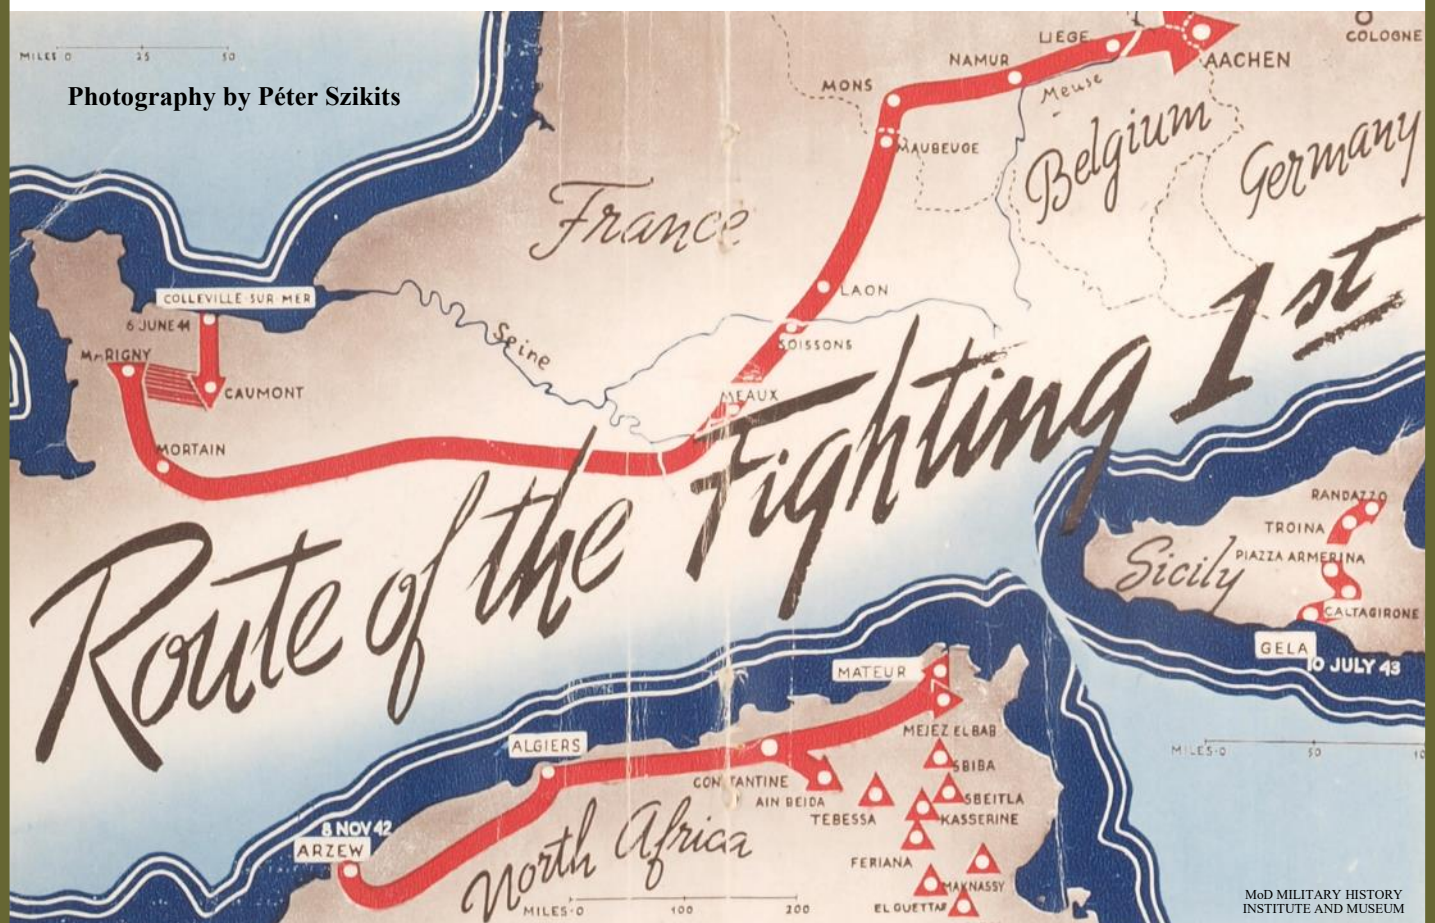 MILES 0 25 50
Photography by Péter Szikits
LIEGE
COLOGNE
NAMUR
AACHEN
MONS
Meuse
MAUBEUGE
Belgium
Germany
France
LAON
COLLEVILLE-SUR-MER
6 JUNE 44
Seine
SOISSONS
MARIGNY
CAUMONT
MEAUX
MORTAIN
Route of the Fighting 1st
RANDAZZO
TROINA
Sicily
PIAZZA ARMERINA
CALTAGIRONE
GELA
10 JULY 43
MILES-0 50
MATEUR
MEJEZ EL BAB
ALGIERS
SBIBA
CONSTANTINE
AIN BEIDA
SBEITLA
TEBESSA
KASSERINE
8 NOV 42
ARZEW
North Africa
FERIANA
MAKNASSY
EL GUETTAR
MILES-0 100 200
MoD MILITARY HISTORY
INSTITUTE AND MUSEUM